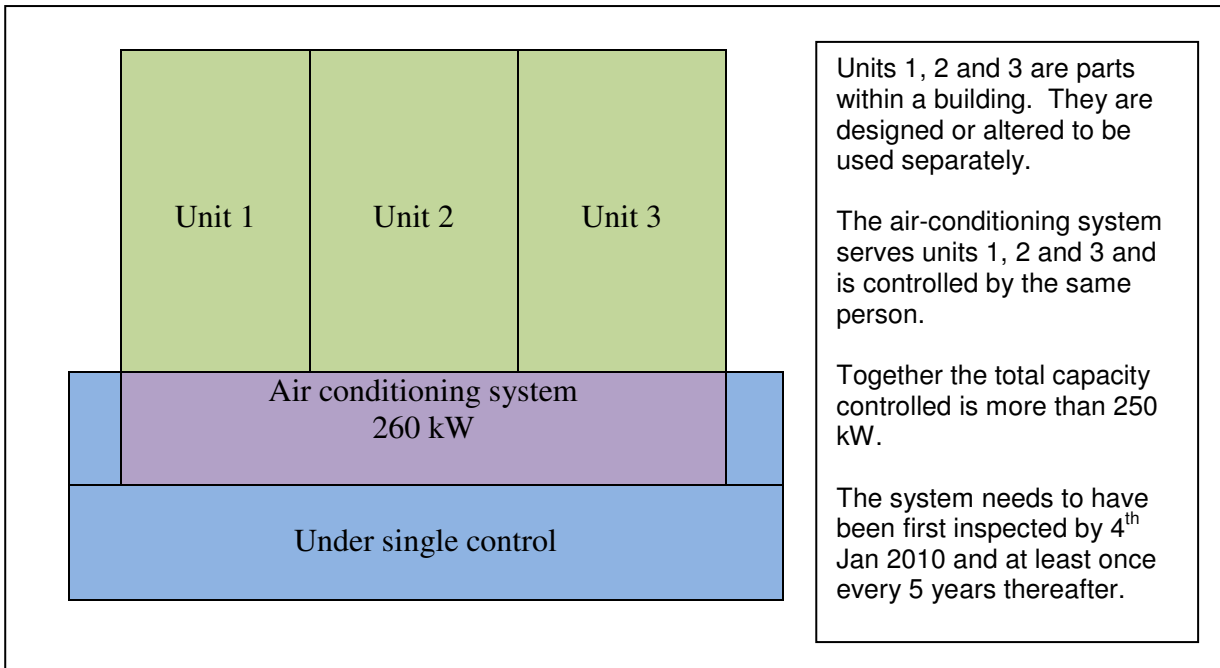 Unit 1
Unit 2
Unit 3
Air conditioning system
260 kW
Under single control
Units 1, 2 and 3 are parts
within a building.  They are
designed or altered to be
used separately.
The air-conditioning system
serves units 1, 2 and 3 and
is controlled by the same
person.
Together the total capacity
controlled is more than 250
kW.
The system needs to have
been first inspected by 4th
Jan 2010 and at least once
every 5 years thereafter.